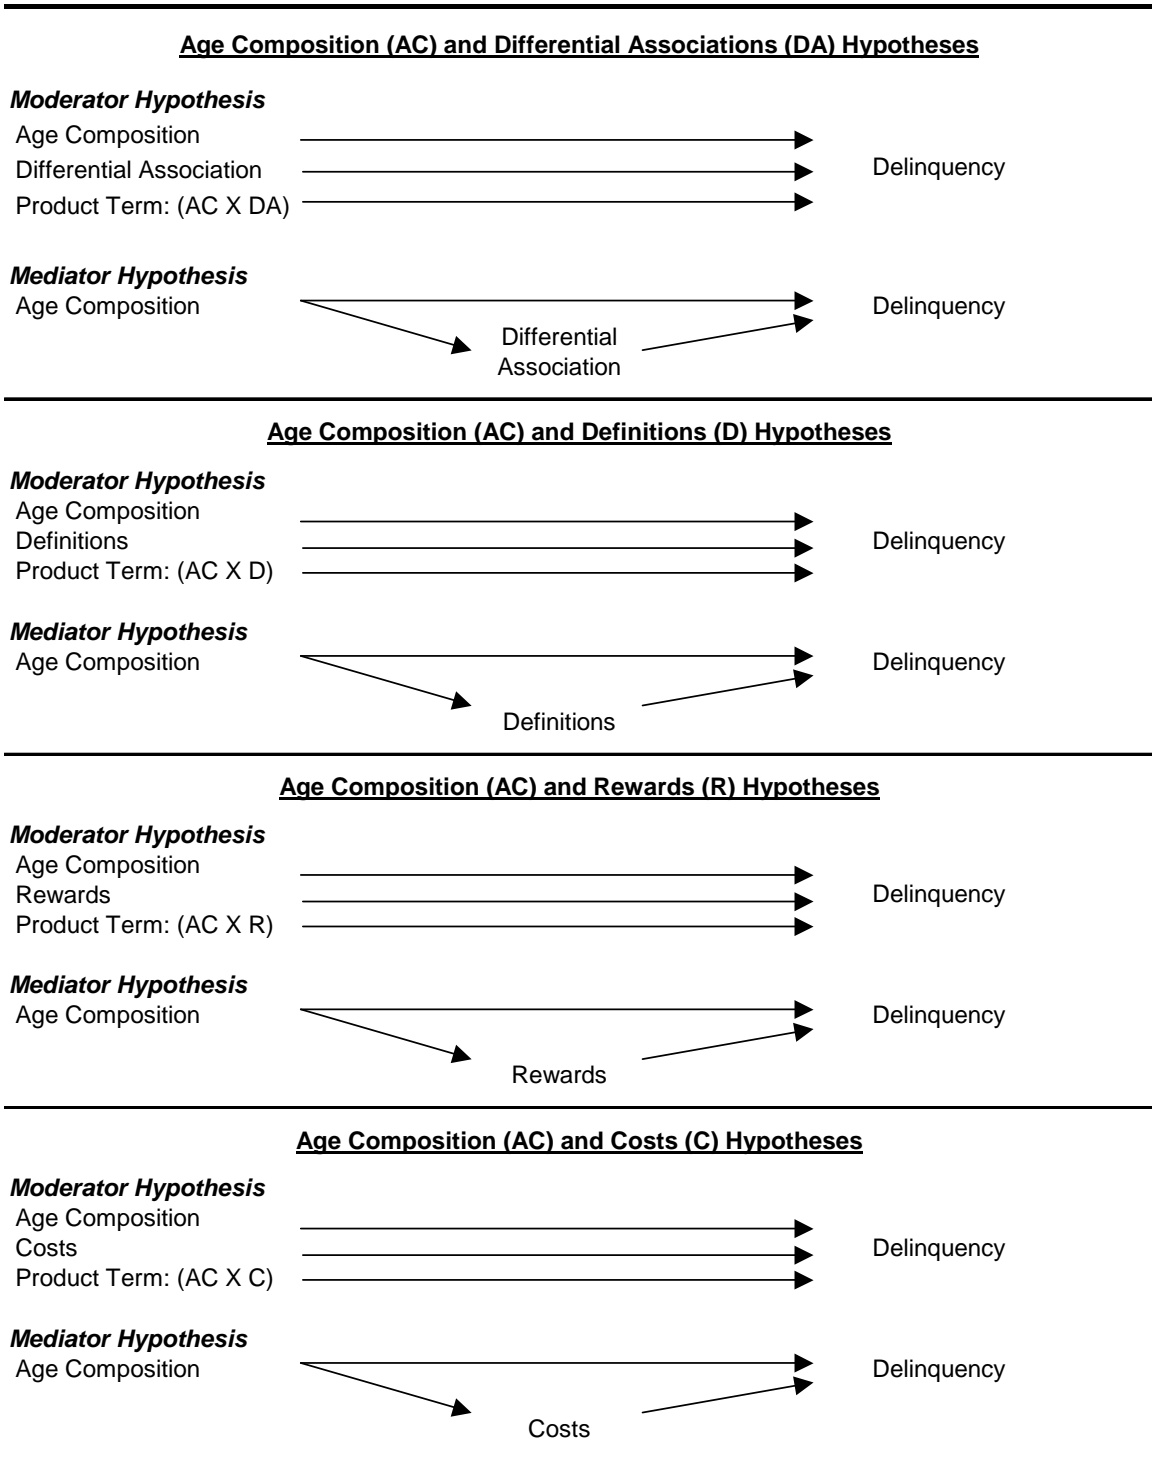 Age Composition (AC) and Differential Associations (DA) Hypotheses
Moderator Hypothesis
Age Composition
Differential Association
Delinquency
Product Term: (AC X DA)
Mediator Hypothesis
Age Composition
Delinquency
Differential
Association
Age Composition (AC) and Definitions (D) Hypotheses
Moderator Hypothesis
Age Composition
Definitions
Delinquency
Product Term: (AC X D)
Mediator Hypothesis
Age Composition
Delinquency
Definitions
Age Composition (AC) and Rewards (R) Hypotheses
Moderator Hypothesis
Age Composition
Rewards
Delinquency
Product Term: (AC X R)
Mediator Hypothesis
Age Composition
Delinquency
Rewards
Age Composition (AC) and Costs (C) Hypotheses
Moderator Hypothesis
Age Composition
Costs
Delinquency
Product Term: (AC X C)
Mediator Hypothesis
Age Composition
Delinquency
Costs